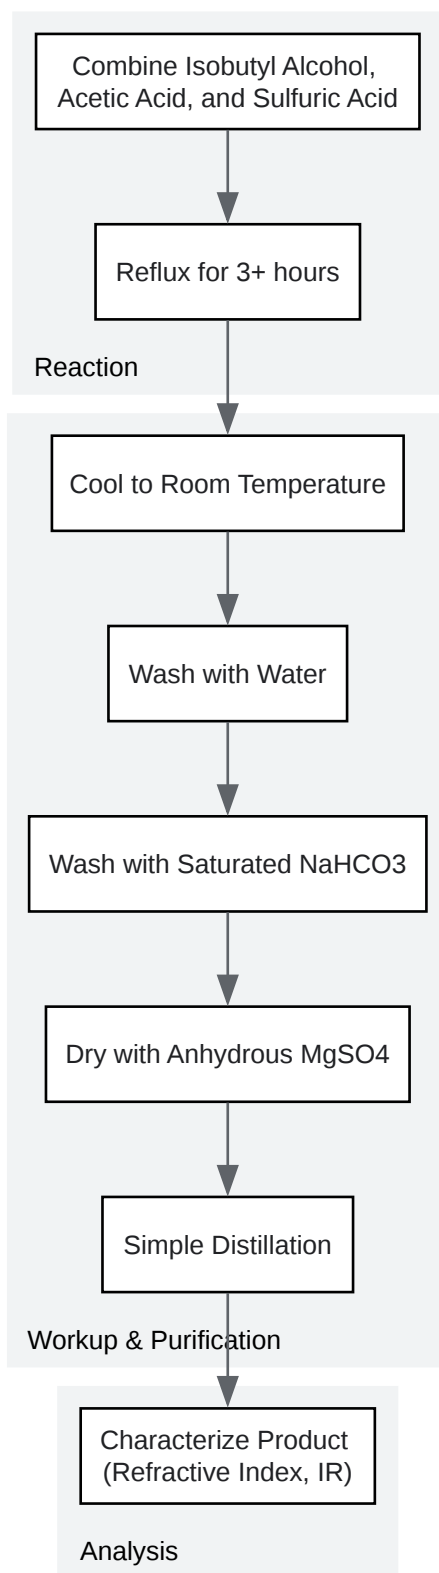 Combine Isobutyl Alcohol,
Acetic Acid, and Sulfuric Acid
Reflux for 3+ hours
Reaction
Cool to Room Temperature
Wash with Water
Wash with Saturated NaHCO3
Dry with Anhydrous MgSO4
Simple Distillation
Workup & Purification
Characterize Product
(Refractive Index, IR)
Analysis